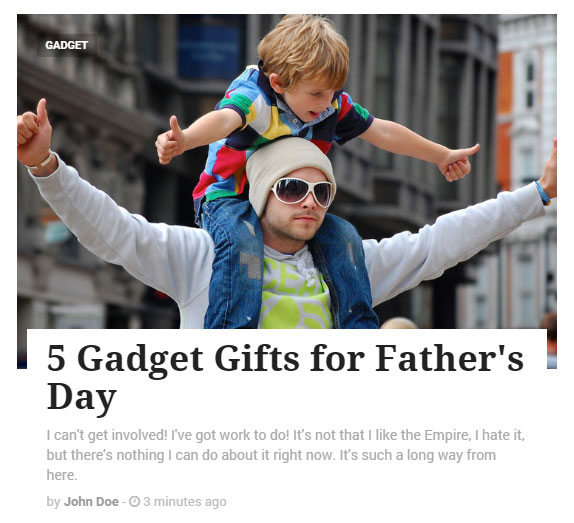 GADGET
5 Gadget Gifts for Father's
Day
I can't get involved! I've got work to do! It's not that I like the Empire, I hate it,
but there's nothing I can do about it right now. It's such a long way from
here.
by John Doe - 3 minutes ago